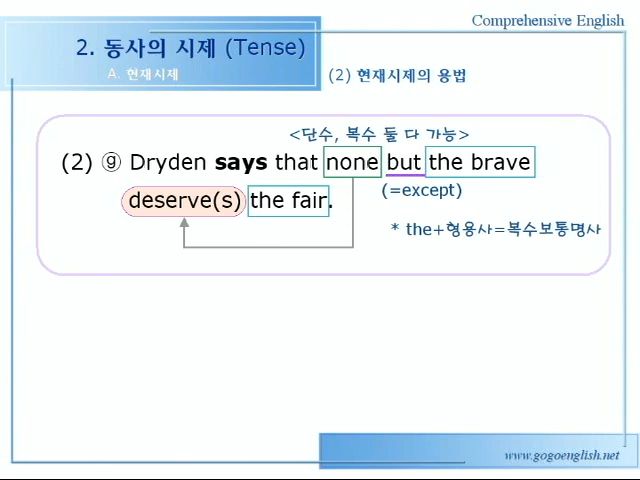 Comprehensive English
2. 동사의 시제 (Tense)
A. 현재시제
(2) 현재시제의 용법
<단수, 복수 둘 다 가능>
(2) ⓖ Dryden says that none but the brave
deserve(s) the fair.
(=except)
* the+형용사=복수보통명사
www.gogoenglish.net